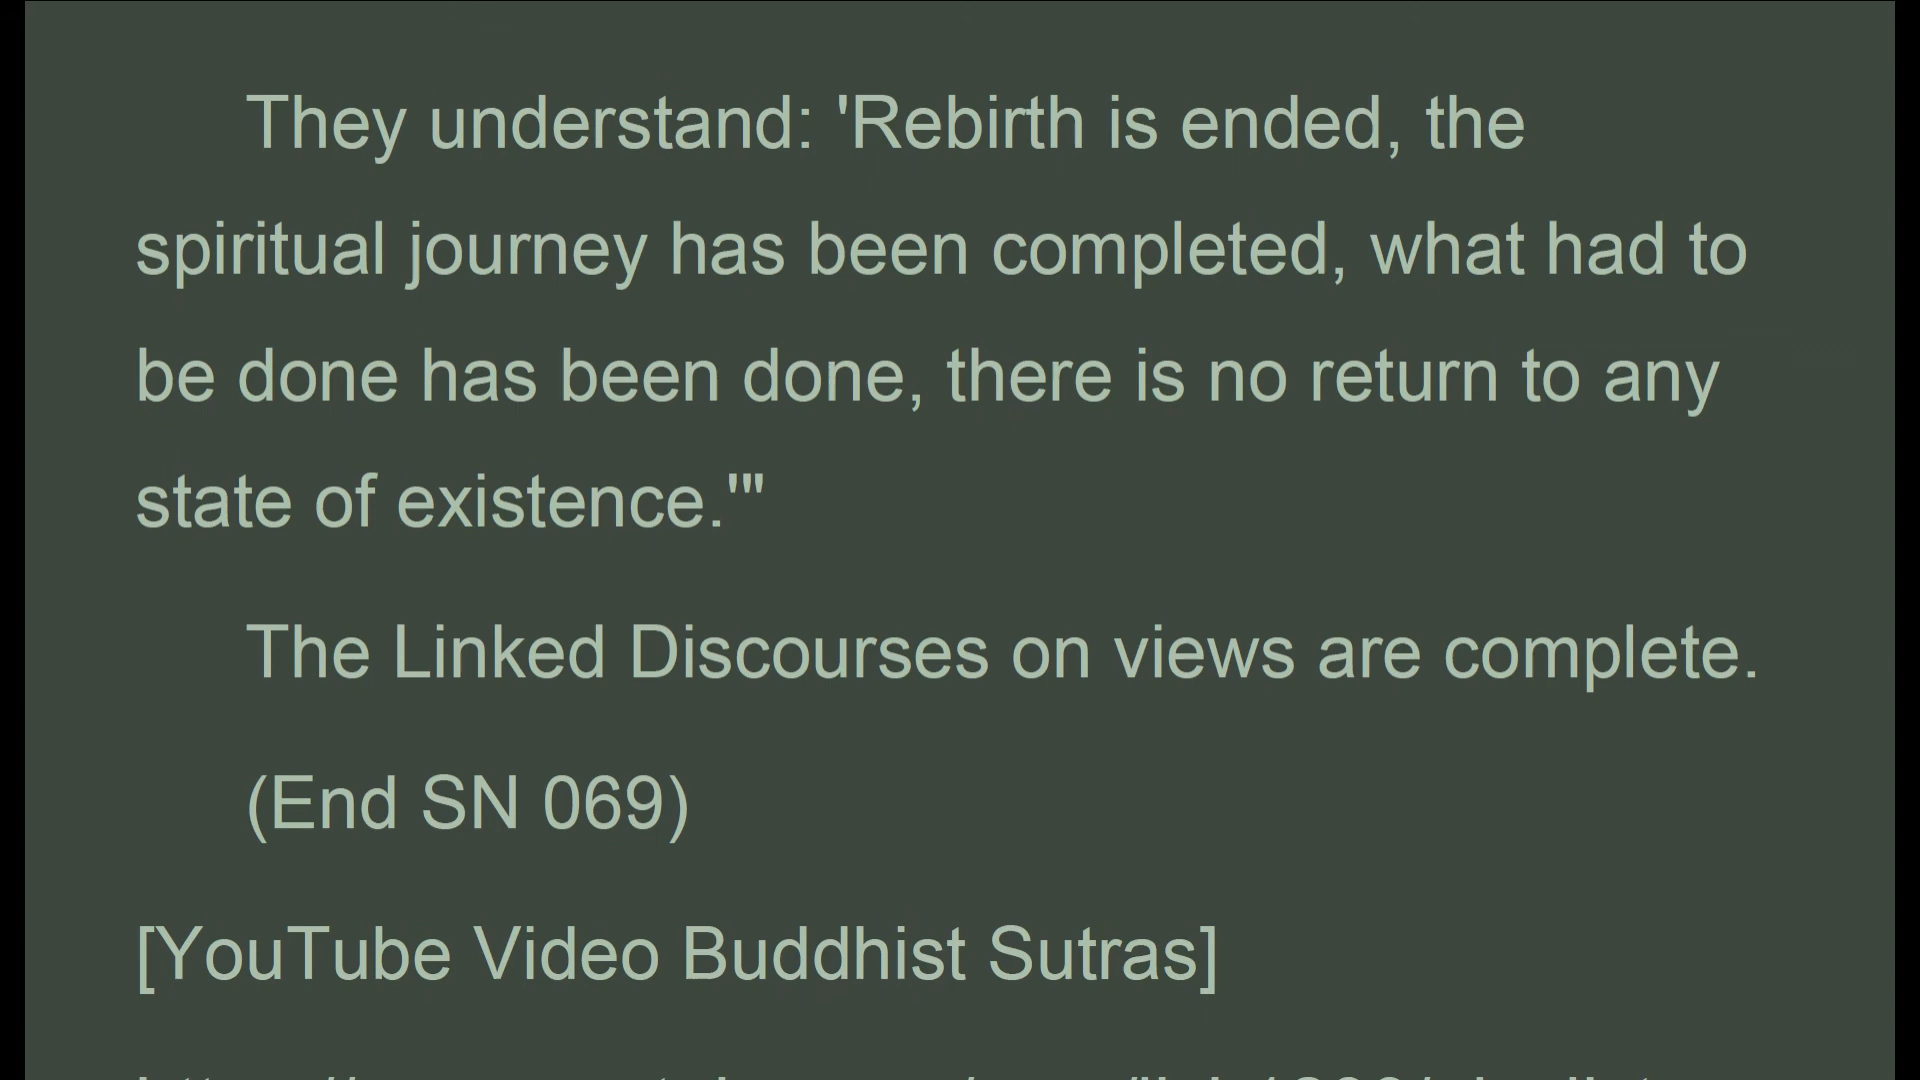 They understand: 'Rebirth is ended, the
spiritual journey has been completed, what had to
be done has been done, there is no return to any
state of existence.'"
The Linked Discourses on views are complete.
(End SN 069)
[YouTube Video Buddhist Sutras]